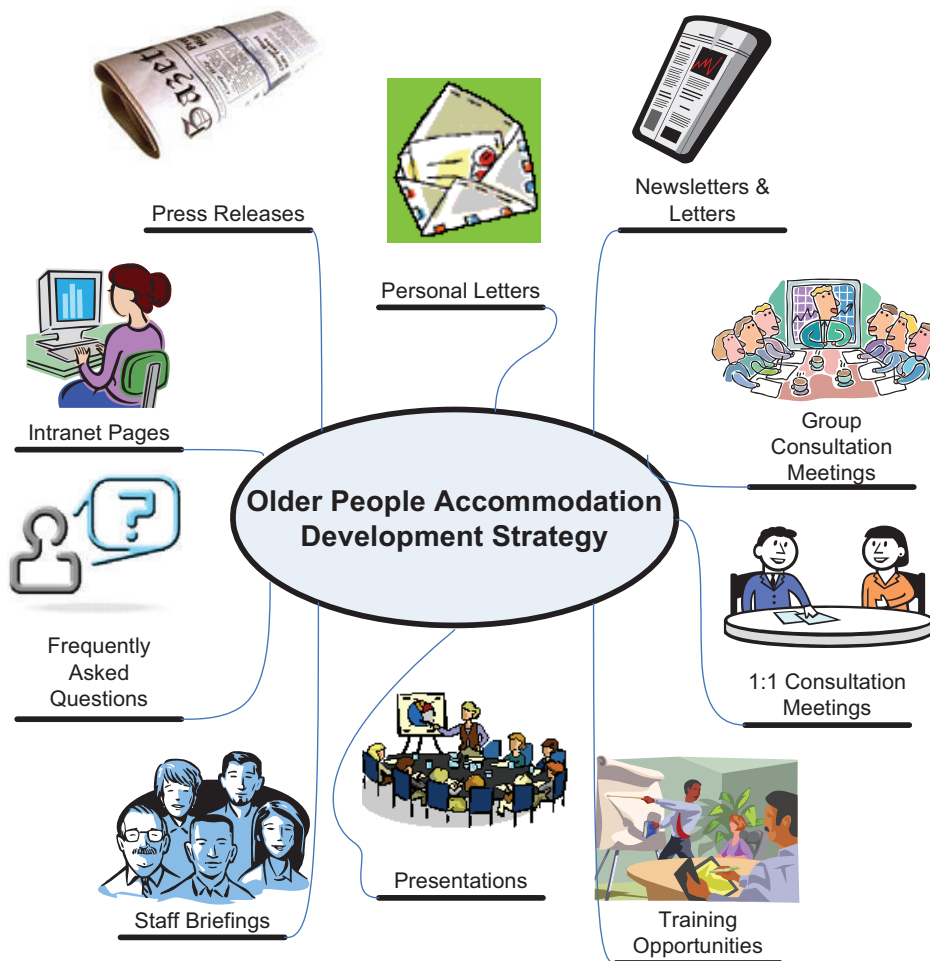 Gazett
Press Releases
Personal Letters
Newsletters &
Letters
Intranet Pages
Group
Consultation
Meetings
Older People Accommodation
Development Strategy
?
Frequently
Asked
Questions
1:1 Consultation
Meetings
Staff Briefings
Presentations
Training
Opportunities